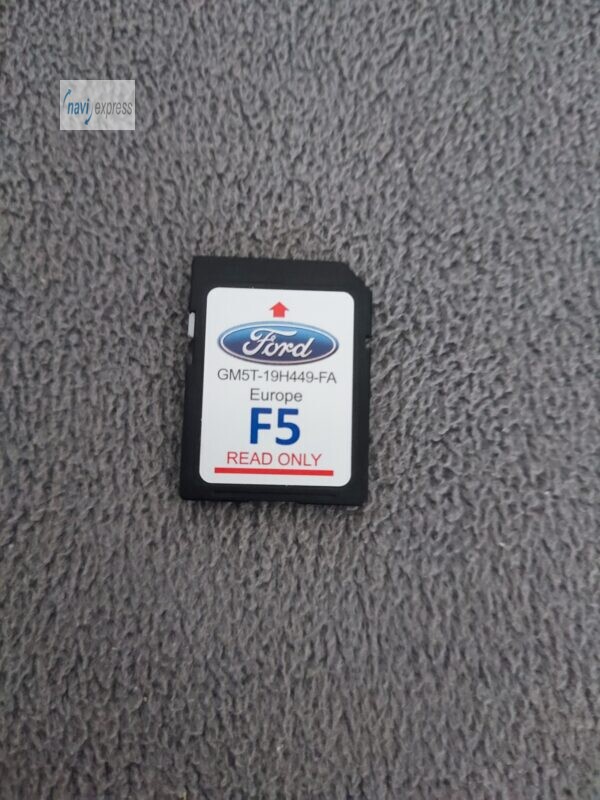 navi express
Ford
GM5T-19H449-FA
Europe
F5
READ ONLY